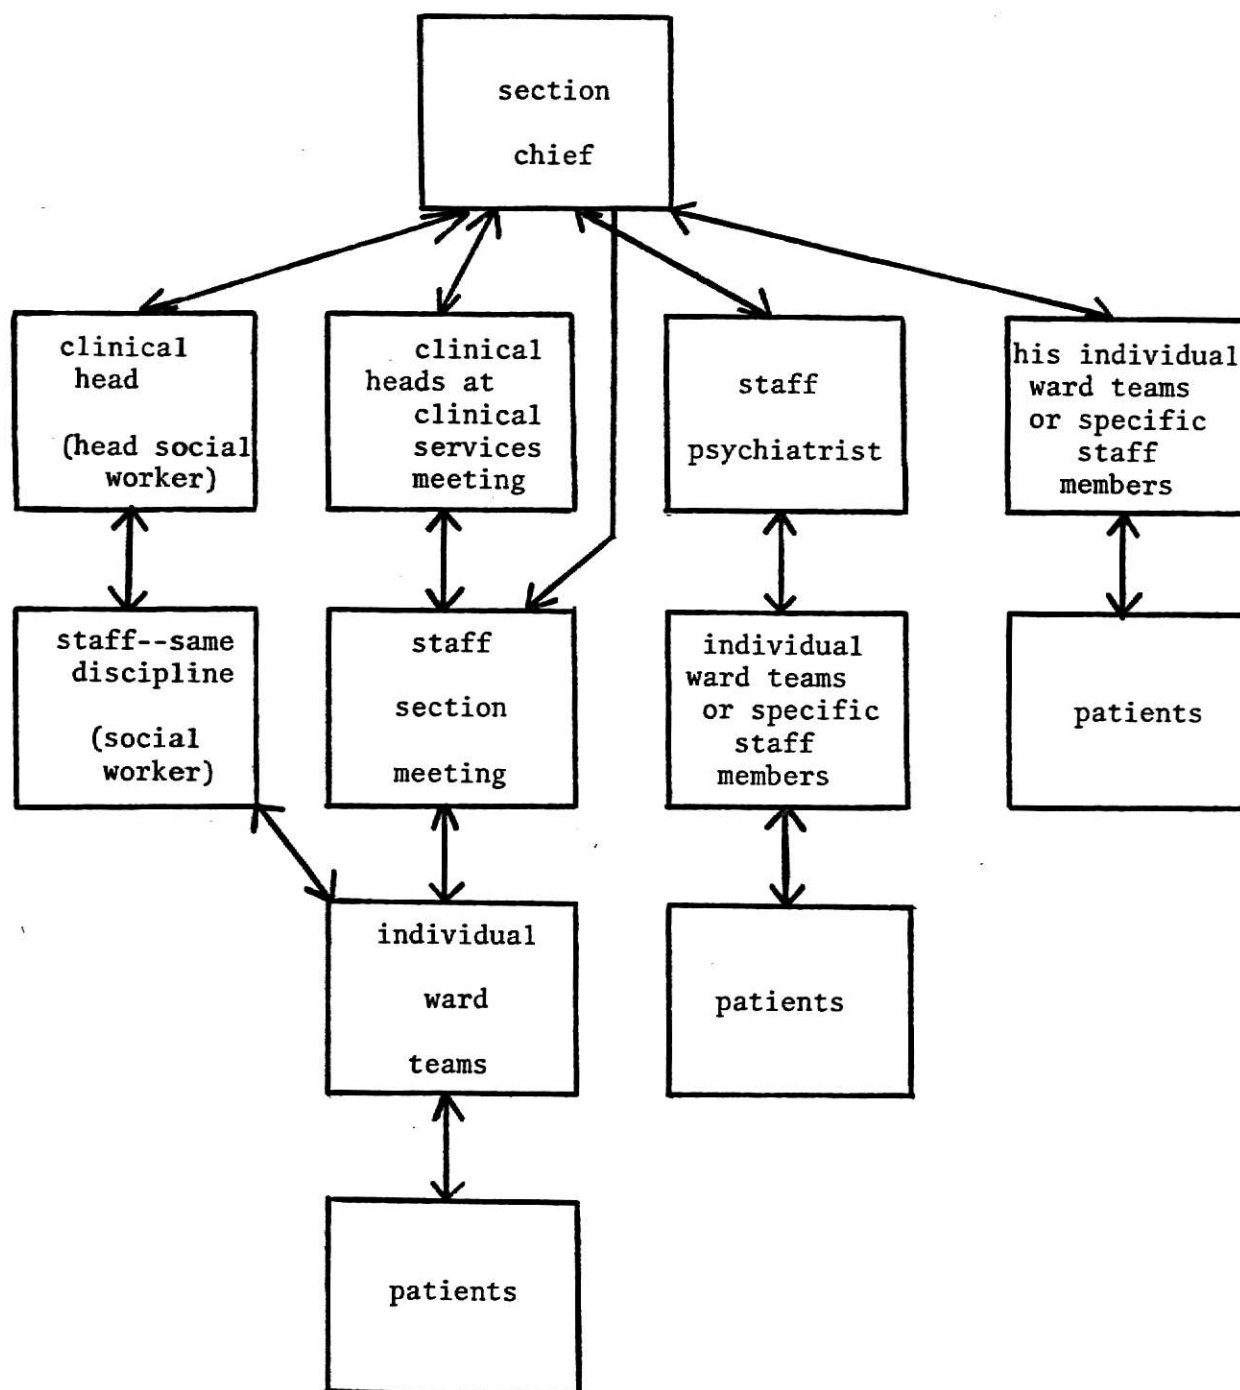 section
chief
clinical
head
(head social
worker)
clinical
heads at
clinical
services
meeting
staff
psychiatrist
his individual
ward teams
or specific
staff
members
staff--same
discipline
(social
worker)
staff
section
meeting
individual
ward teams
or specific
staff
members
patients
individual
ward
teams
patients
patients